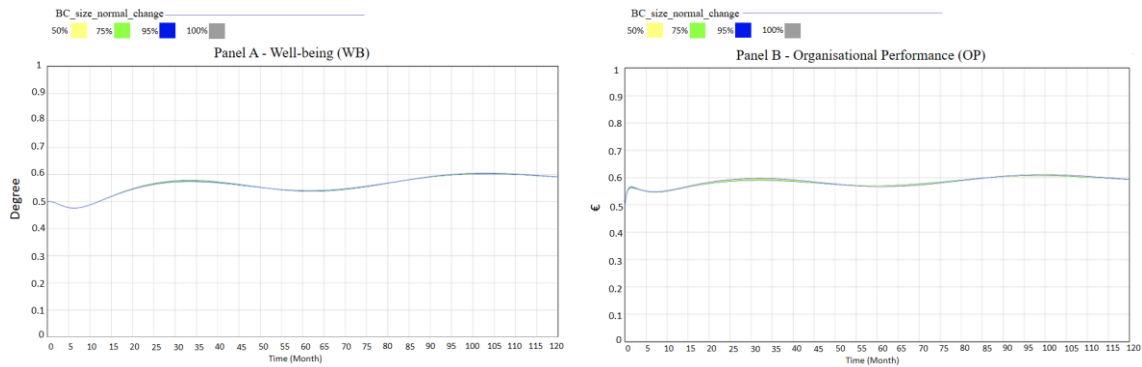 BC_size_normal_change
50% 75% 95% 100%
Panel A - Well-being (WB)
1
0.9
0.8
0.7
0.6
0.5
0.4
0.3
0.2
0.1
0
Degree
0 5 10 15 20 25 30 35 40 45 50 55 60 65 70 75 80 85 90 95 100 105 110 115 120
Time (Month)
BC_size_normal_change
50% 75% 95% 100%
Panel B - Organisational Performance (OP)
1
0.9
0.8
0.7
0.6
0.5
0.4
0.3
0.2
0.1
0
€
0 5 10 15 20 25 30 35 40 45 50 55 60 65 70 75 80 85 90 95 100 105 110 115 120
Time (Month)